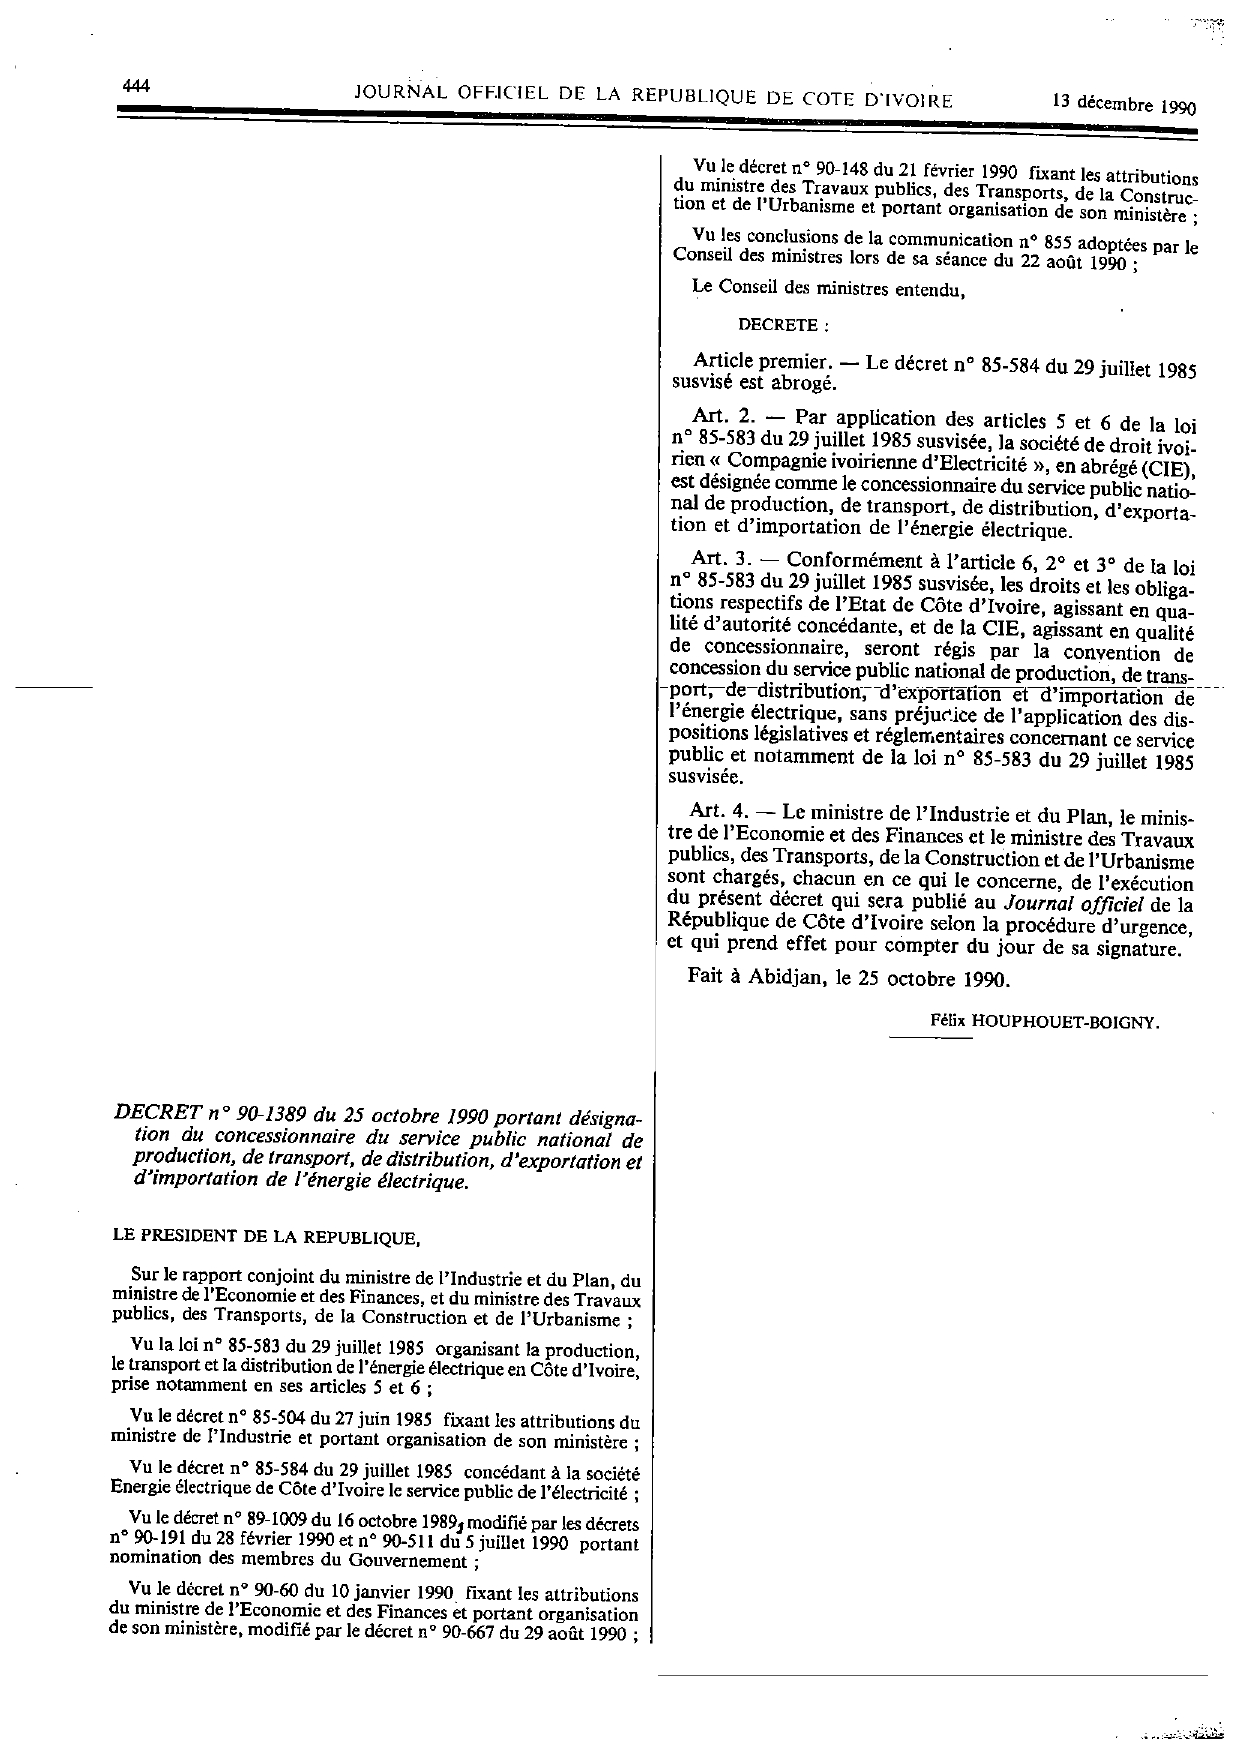 444
JOURNAL OFFICIEL DE LA REPUBLIQUE DE COTE D'IVOIRE
13 décembre 1990
DECRET n° 90-1389 du 25 octobre 1990 portant désigna-
tion du concessionnaire du service public national de
production, de transport, de distribution, d'exportation et
d'importation de l'énergie électrique.
LE PRESIDENT DE LA REPUBLIQUE,
Sur le rapport conjoint du ministre de l'Industrie et du Plan, du
ministre de l'Economie et des Finances, et du ministre des Travaux
publics, des Transports, de la Construction et de l'Urbanisme ;
Vu la loi n° 85-583 du 29 juillet 1985 organisant la production,
le transport et la distribution de l'énergie électrique en Côte d'Ivoire,
prise notamment en ses articles 5 et 6 ;
Vu le décret n° 85-504 du 27 juin 1985 fixant les attributions du
ministre de l'Industrie et portant organisation de son ministère ;
Vu le décret n° 85-584 du 29 juillet 1985 concédant à la société
Energie électrique de Côte d'Ivoire le service public de l'électricité ;
Vu le décret n° 89-1009 du 16 octobre 1989, modifié par les décrets
n° 90-191 du 28 février 1990 et n° 90-511 du 5 juillet 1990 portant
nomination des membres du Gouvernement ;
Vu le décret n° 90-60 du 10 janvier 1990 fixant les attributions
du ministre de l'Economie et des Finances et portant organisation
de son ministère, modifié par le décret n° 90-667 du 29 août 1990 ;
Vu le décret n° 90-148 du 21 février 1990 fixant les attributions
du ministre des Travaux publics, des Transports, de la Construc-
tion et de l'Urbanisme et portant organisation de son ministère ;
Vu les conclusions de la communication n° 855 adoptées par le
Conseil des ministres lors de sa séance du 22 août 1990 ;
Le Conseil des ministres entendu,
DECRETE :
Article premier. — Le décret n° 85-584 du 29 juillet 1985
susvisé est abrogé.
Art. 2. — Par application des articles 5 et 6 de la loi
n° 85-583 du 29 juillet 1985 susvisée, la société de droit ivoi-
rien « Compagnie ivoirienne d'Electricité », en abrégé (CIE),
est désignée comme le concessionnaire du service public natio-
nal de production, de transport, de distribution, d'exporta-
tion et d'importation de l'énergie électrique.
Art. 3. — Conformément à l'article 6, 2° et 3° de la loi
n° 85-583 du 29 juillet 1985 susvisée, les droits et les obliga-
tions respectifs de l'Etat de Côte d'Ivoire, agissant en qua-
lité d'autorité concédante, et de la CIE, agissant en qualité
de concessionnaire, seront régis par la convention de
concession du service public national de production, de trans-
port, de distribution, d'exportation et d'importation de
l'énergie électrique, sans préjudice de l'application des dis-
positions législatives et réglementaires concernant ce service
public et notamment de la loi n° 85-583 du 29 juillet 1985
susvisée.
Art. 4. — Le ministre de l'Industrie et du Plan, le minis-
tre de l'Economie et des Finances et le ministre des Travaux
publics, des Transports, de la Construction et de l'Urbanisme
sont chargés, chacun en ce qui le concerne, de l'exécution
du présent décret qui sera publié au Journal officiel de la
République de Côte d'Ivoire selon la procédure d'urgence,
et qui prend effet pour compter du jour de sa signature.
Fait à Abidjan, le 25 octobre 1990.
Félix HOUPHOUET-BOIGNY.